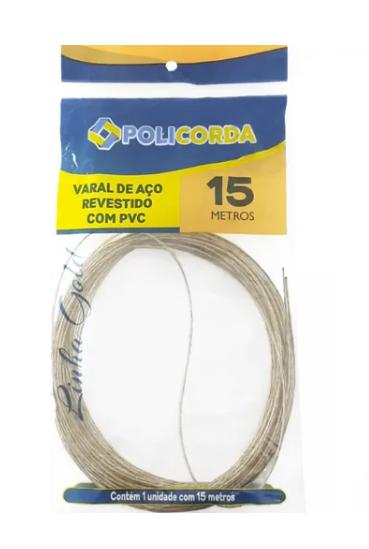 POLICORDA
VARAL DE AÇO
REVESTIDO
COM PVC
15
METROS
Linha Gold
Contém 1 unidade com 15 metros